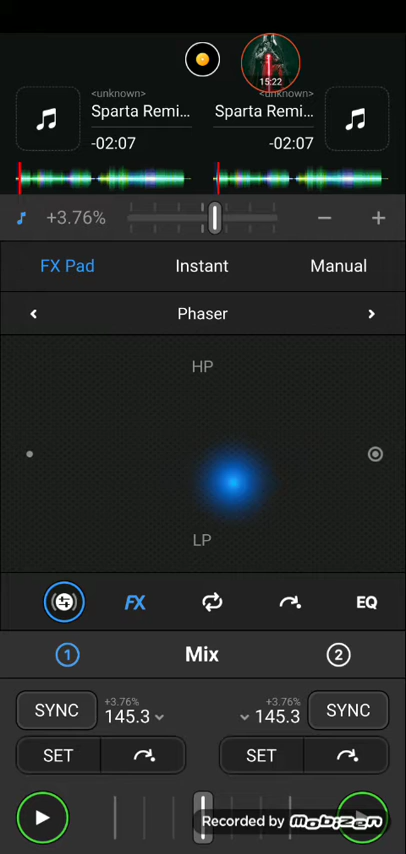 15:22
<unknown>
Sparta Remi...
-02:07
<unknown>
Sparta Remi...
-02:07
+3.76%
FX Pad Instant Manual
Phaser
HP
LP
FX EQ
1 Mix 2
SYNC +3.76% 145.3
+3.76% 145.3 SYNC
SET SET
Recorded by mobizen